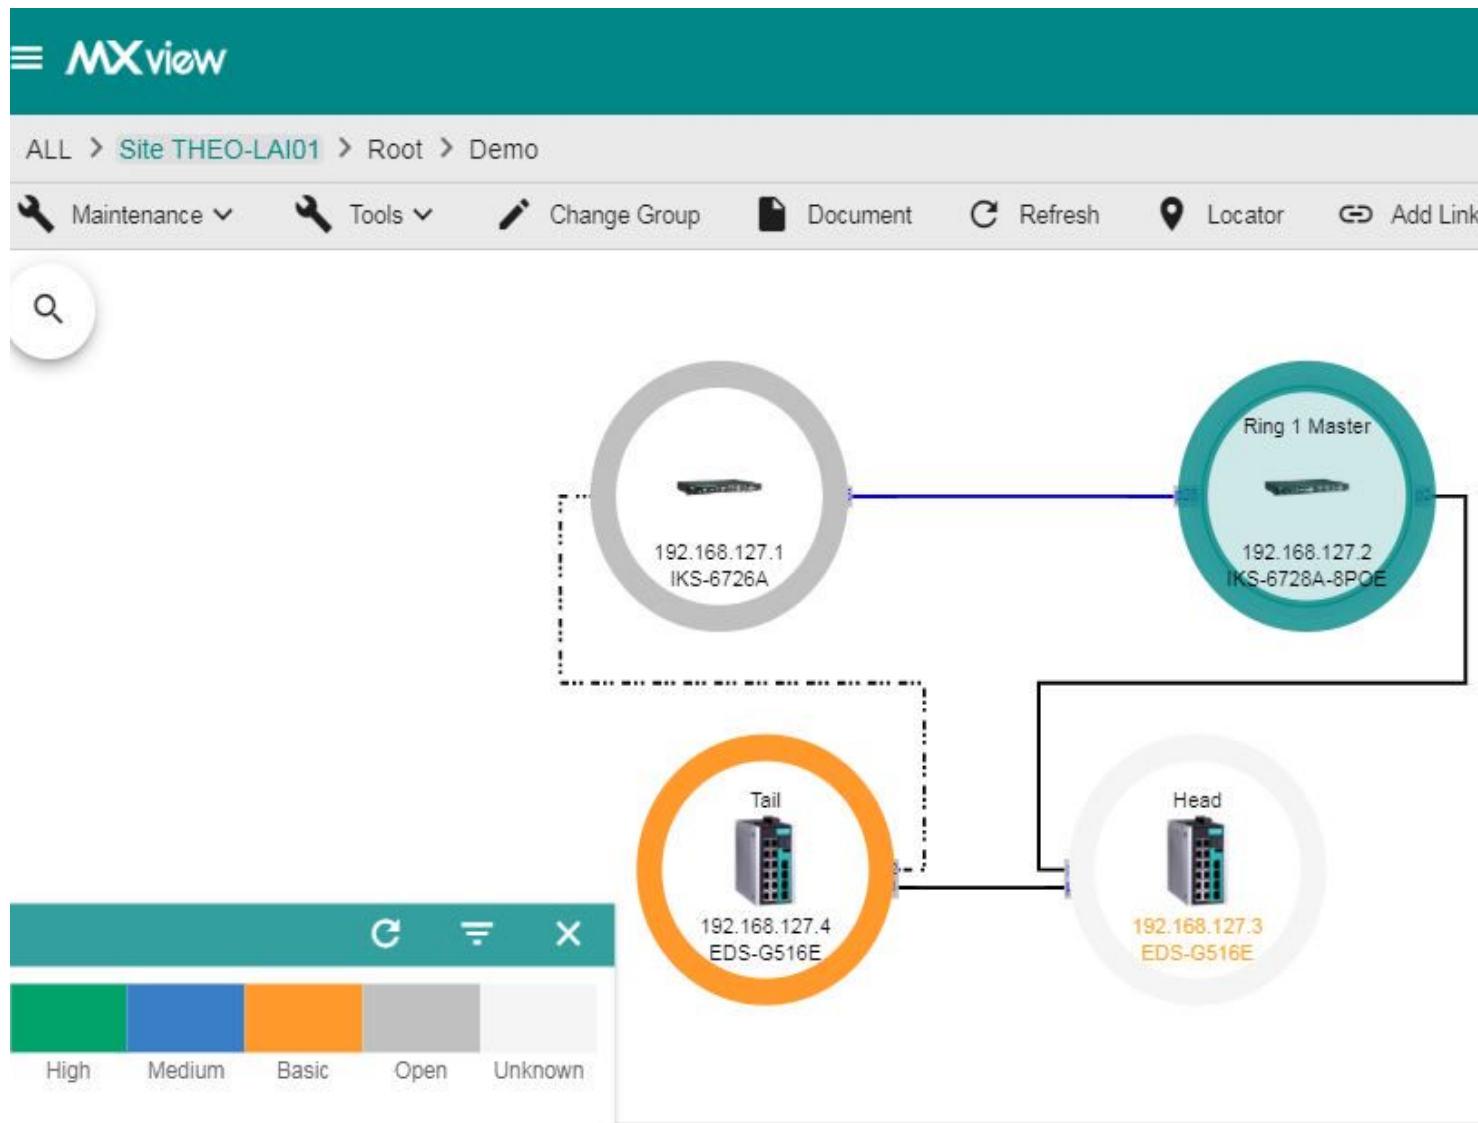 MXview
ALL > Site THEO-LAI01 > Root > Demo
Maintenance Tools Change Group Document Refresh Locator Add Link
Ring 1 Master
192.168.127.1
IKS-6726A
192.168.127.2
IKS-6728A-8POE
Tail
Head
192.168.127.4
EDS-G516E
192.168.127.3
EDS-G516E
High Medium Basic Open Unknown